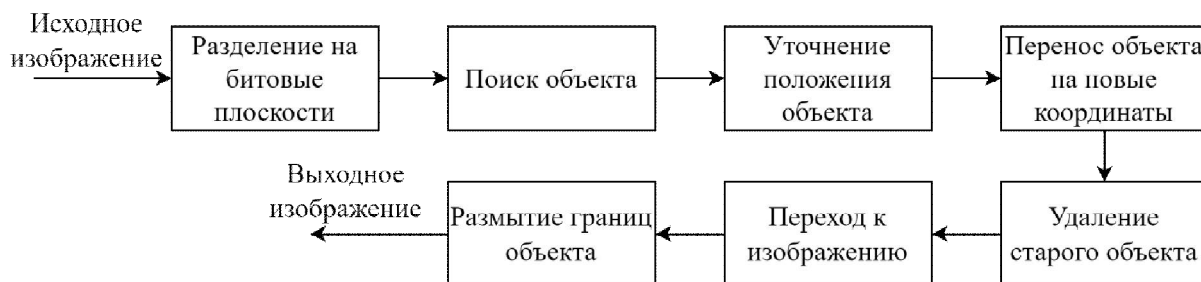 Исходное
изображение
Разделение на
битовые
плоскости
Поиск объекта
Уточнение
положения
объекта
Перенос объекта
на новые
координаты
Выходное
изображение
Размытие границ
объекта
Переход к
изображению
Удаление
старого объекта